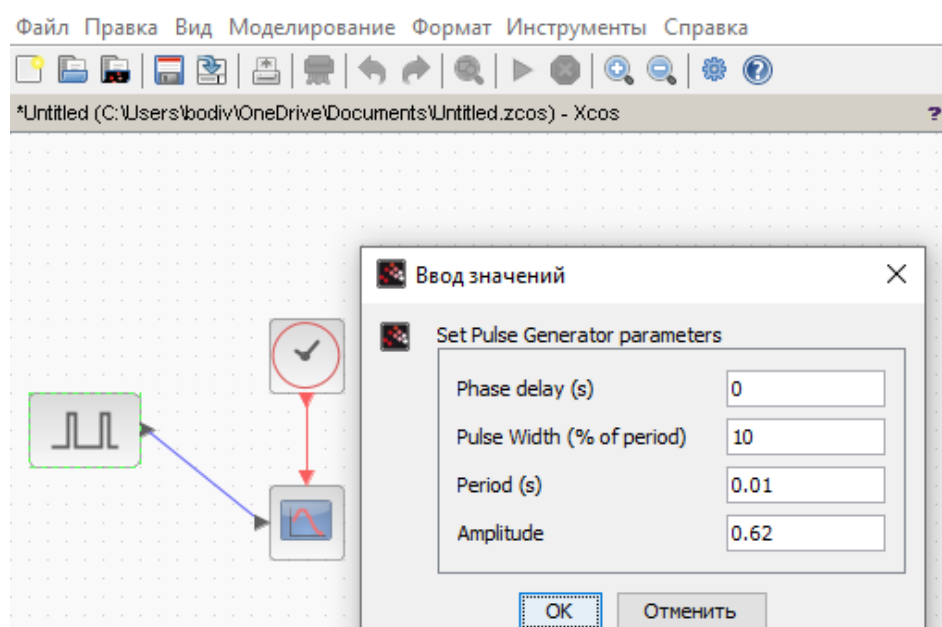 Файл Правка Вид Моделирование Формат Инструменты Справка
*Untitled (C:\Users\bodiv\OneDrive\Documents\Untitled.zcos) - Xcos
Ввод значений
Set Pulse Generator parameters
Phase delay (s) 0
Pulse Width (% of period) 10
Period (s) 0.01
Amplitude 0.62
OK Отменить